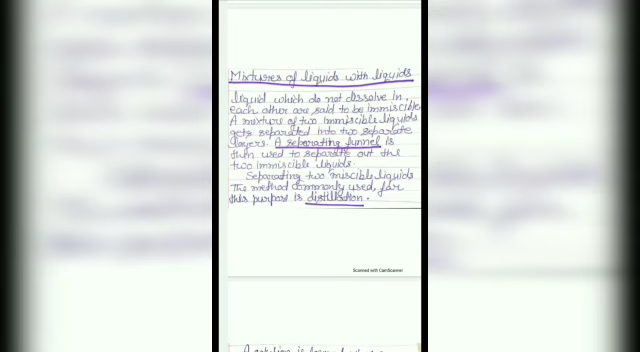 Mixtures of liquids with liquids
liquid which do not dissolve in
each other are said to be immiscible
A mixture of two immiscible liquids
gets separated into two separate
layers. A separating funnel is
then used to separate out the
two immiscible liquids.
Separating two miscible liquids
The method commonly used, for
this purpose is distillation.
Scanned with CamScanner